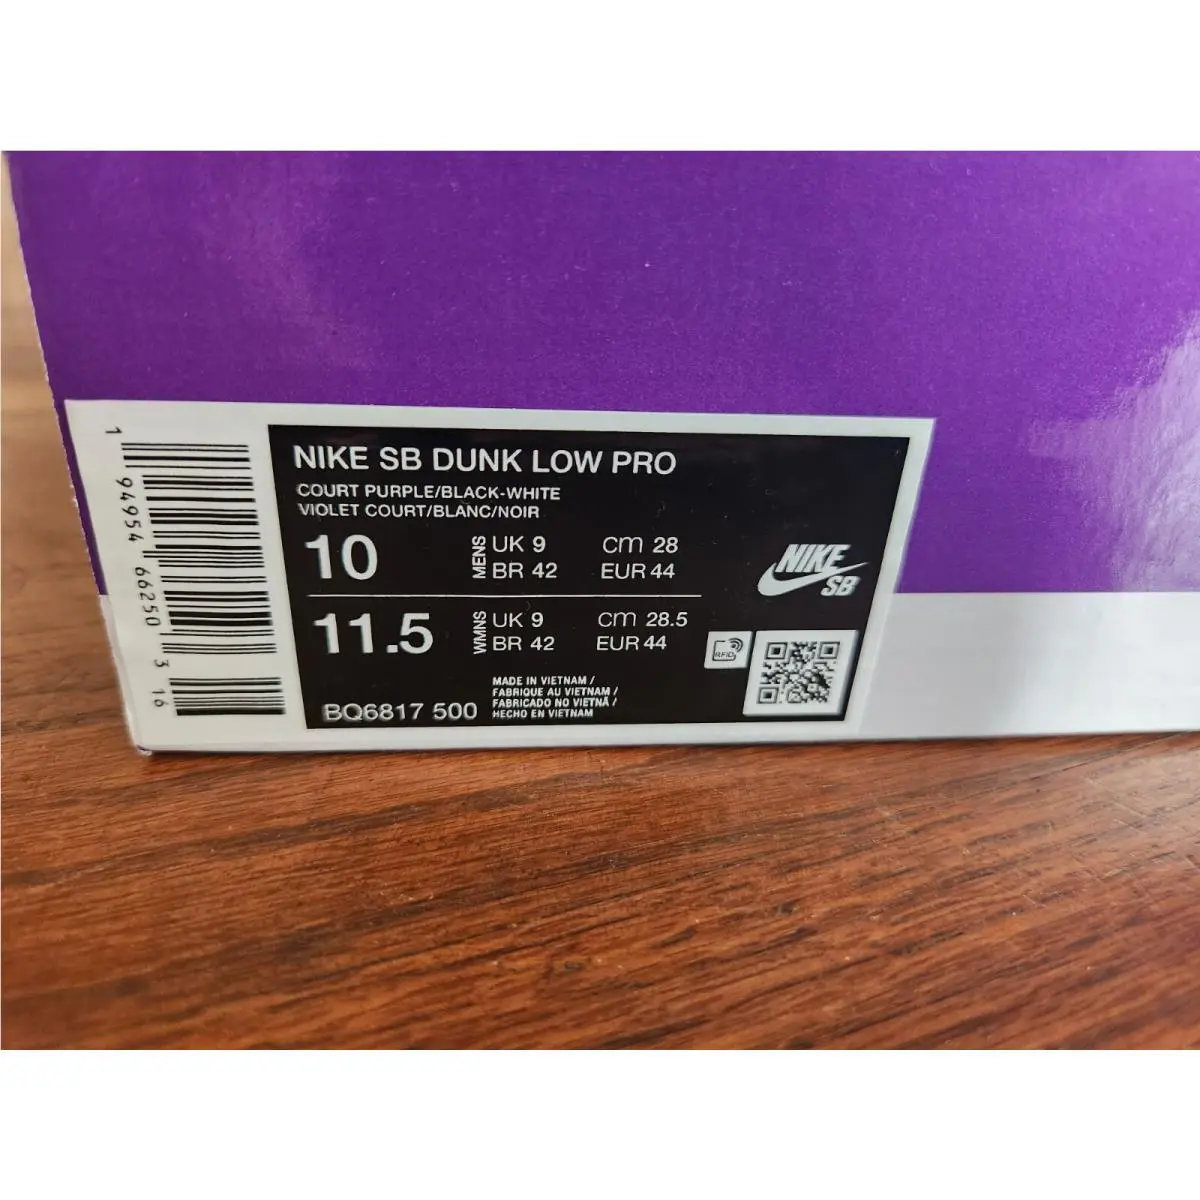 NIKE SB DUNK LOW PRO
COURT PURPLE/BLACK-WHITE
VIOLET COURT/BLANC/NOIR
10
MENS
UK 9
cm 28
BR 42
EUR 44
11.5
WMNS
UK 9
cm 28.5
BR 42
EUR 44
BQ6817 500
MADE IN VIETNAM /
FABRIQUE AU VIETNAM /
FABRICADO NO VIETNÃ /
HECHO EN VIETNAM
NIKE
SB
RFID
1 94954 66250 3
16